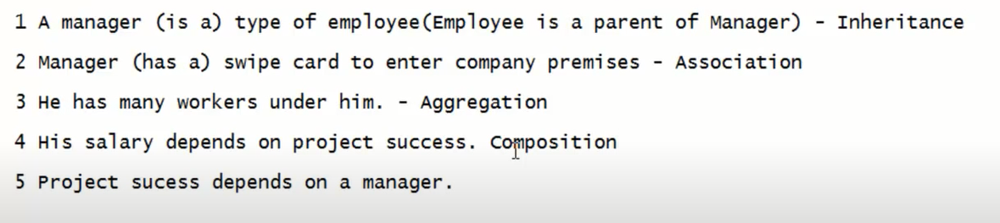 1 A manager (is a) type of employee(Employee is a parent of Manager) - Inheritance
2 Manager (has a) swipe card to enter company premises - Association
3 He has many workers under him. - Aggregation
4 His salary depends on project success. Composition
5 Project sucess depends on a manager.